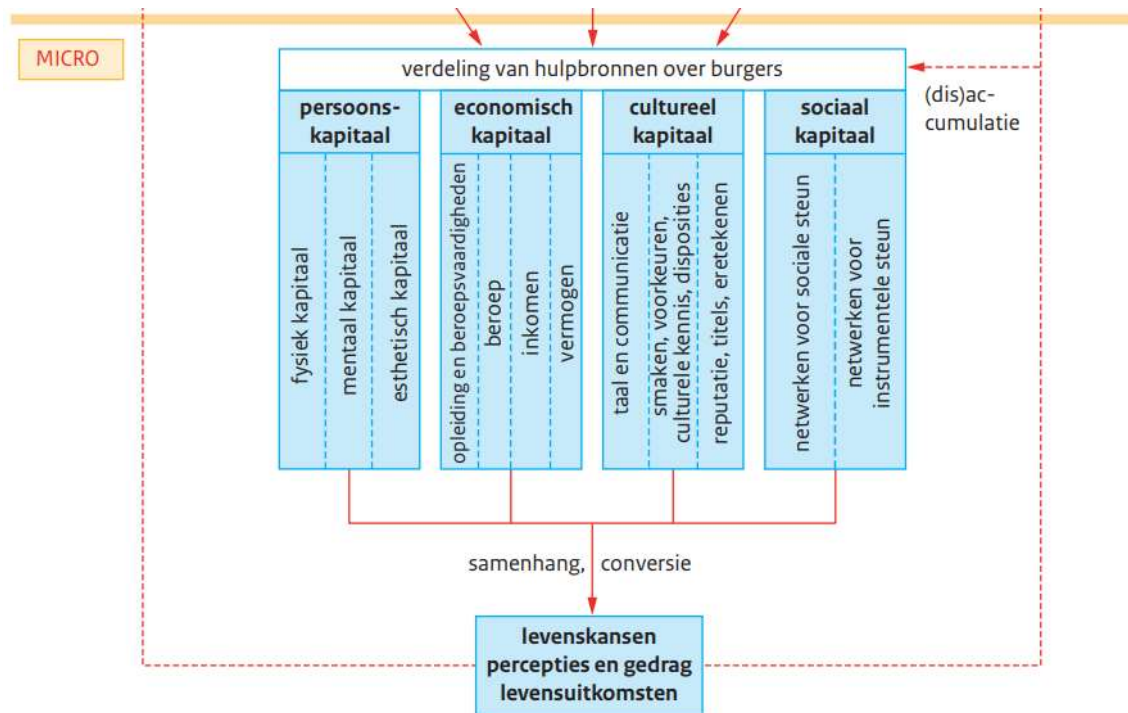 MICRO
verdeling van hulpbronnen over burgers
(dis)ac-
cumulatie
persoons-
kapitaal
economisch
kapitaal
cultureel
kapitaal
sociaal
kapitaal
fysiek kapitaal
mentaal kapitaal
esthetisch kapitaal
opleiding en beroepsvaardigheden
beroep
inkomen
vermogen
taal en communicatie
smaken, voorkeuren,
culturele kennis, disposities
reputatie, titels, eretekenen
netwerken voor sociale steun
netwerken voor
instrumentele steun
samenhang, conversie
levenskansen
percepties en gedrag
levensuitkomsten